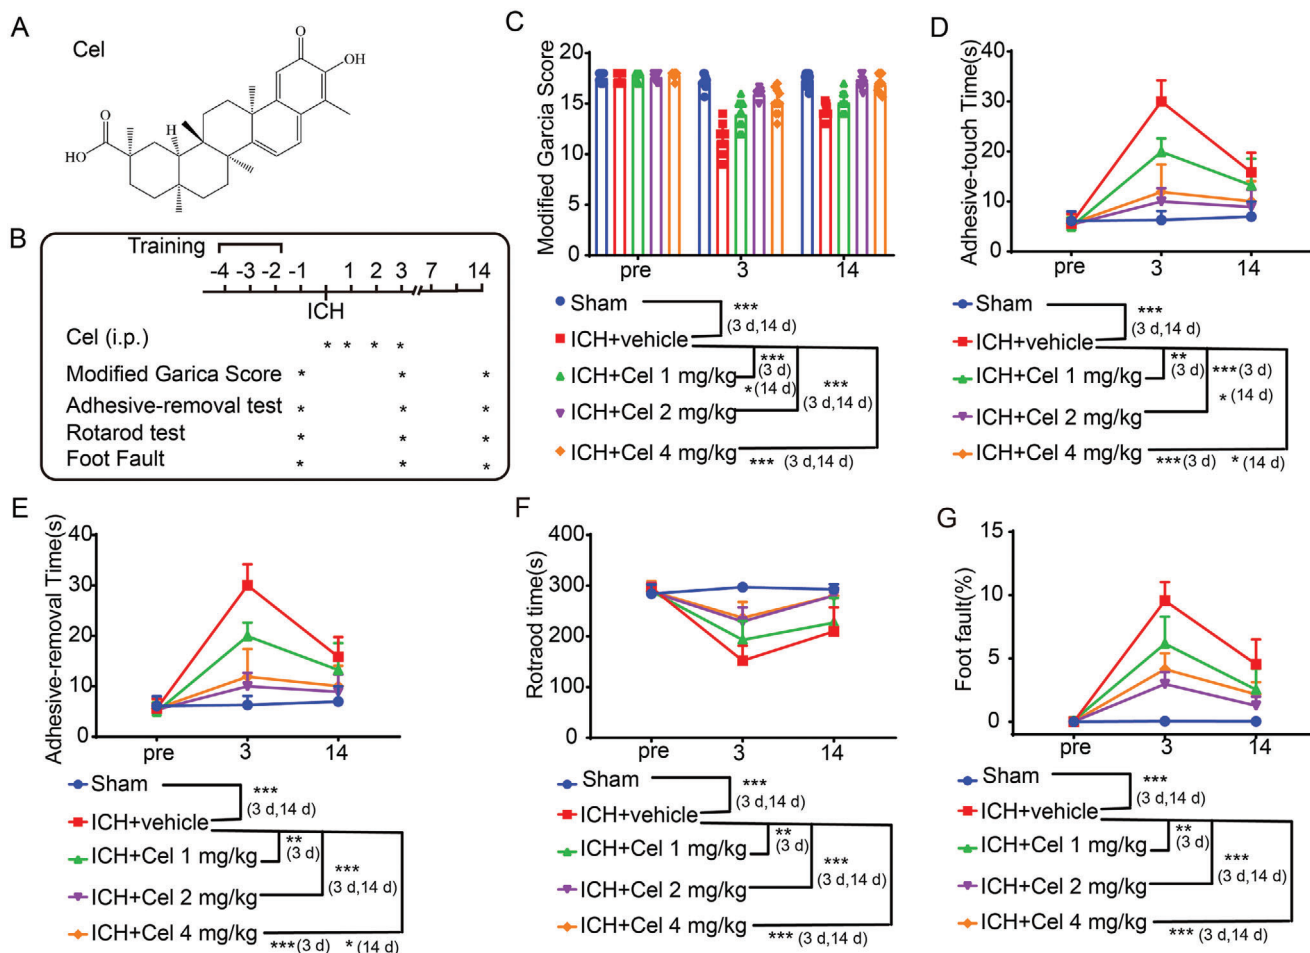 A
Cel
O
OH
O
HO
H
B
Training
-4 -3 -2 -1 1 2 3 7 14
ICH
Cel (i.p.) * * * *
Modified Garica Score * * *
Adhesive-removal test * * *
Rotarod test * * *
Foot Fault * * *
C
Modified Garcia Score
20
15
10
5
0
pre 3 14
Sham
*** (3 d,14 d)
ICH+vehicle
ICH+Cel 1 mg/kg
*** (3 d)
* (14 d)
ICH+Cel 2 mg/kg
*** (3 d,14 d)
ICH+Cel 4 mg/kg
*** (3 d,14 d)
D
Adhesive-touch Time(s)
40
30
20
10
0
pre 3 14
Sham
*** (3 d,14 d)
ICH+vehicle
ICH+Cel 1 mg/kg
** (3 d)
ICH+Cel 2 mg/kg
***(3 d)
* (14 d)
ICH+Cel 4 mg/kg
***(3 d) * (14 d)
E
Adhesive-removal Time(s)
40
30
20
10
0
pre 3 14
Sham
*** (3 d,14 d)
ICH+vehicle
ICH+Cel 1 mg/kg
** (3 d)
ICH+Cel 2 mg/kg
*** (3 d,14 d)
ICH+Cel 4 mg/kg
***(3 d) * (14 d)
F
Rotraod time(s)
400
300
200
100
0
pre 3 14
Sham
*** (3 d,14 d)
ICH+vehicle
ICH+Cel 1 mg/kg
** (3 d)
ICH+Cel 2 mg/kg
*** (3 d,14 d)
ICH+Cel 4 mg/kg
*** (3 d,14 d)
G
Foot fault(%)
15
10
5
0
pre 3 14
Sham
*** (3 d,14 d)
ICH+vehicle
ICH+Cel 1 mg/kg
** (3 d)
ICH+Cel 2 mg/kg
*** (3 d,14 d)
ICH+Cel 4 mg/kg
*** (3 d,14 d)